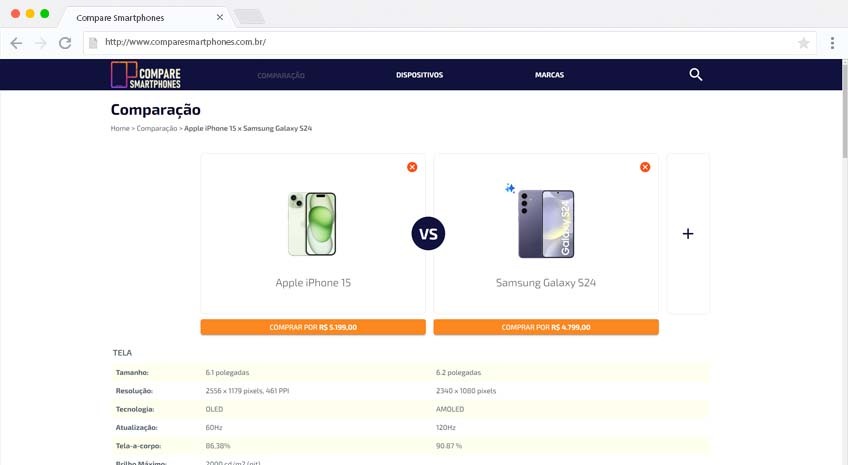 Compare Smartphones
http://www.comparesmartphones.com.br/
COMPARE
SMARTPHONES
COMPARAÇÃO
DISPOSITIVOS
MARCAS
Comparação
Home > Comparação > Apple iPhone 15 x Samsung Galaxy S24
VS
Galaxy S24
Apple iPhone 15
Samsung Galaxy S24
COMPRAR POR R$ 5.199,00
COMPRAR POR R$ 4.799,00
TELA
Tamanho: 6.1 polegadas 6.2 polegadas
Resolução: 2556 x 1179 pixels, 461 PPI 2340 x 1080 pixels
Tecnologia: OLED AMOLED
Atualização: 60Hz 120Hz
Tela-a-corpo: 86,38% 90.87 %
Brilho Máximo: 2000 cd/m2 (nit)